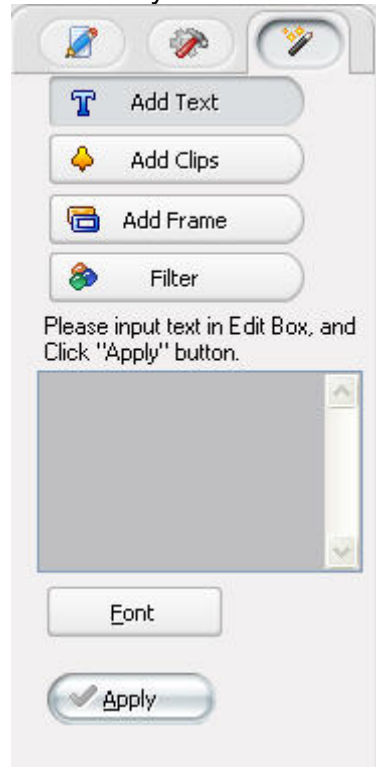 Add Text
Add Clips
Add Frame
Filter
Please input text in Edit Box, and
Click "Apply" button.
Font
Apply